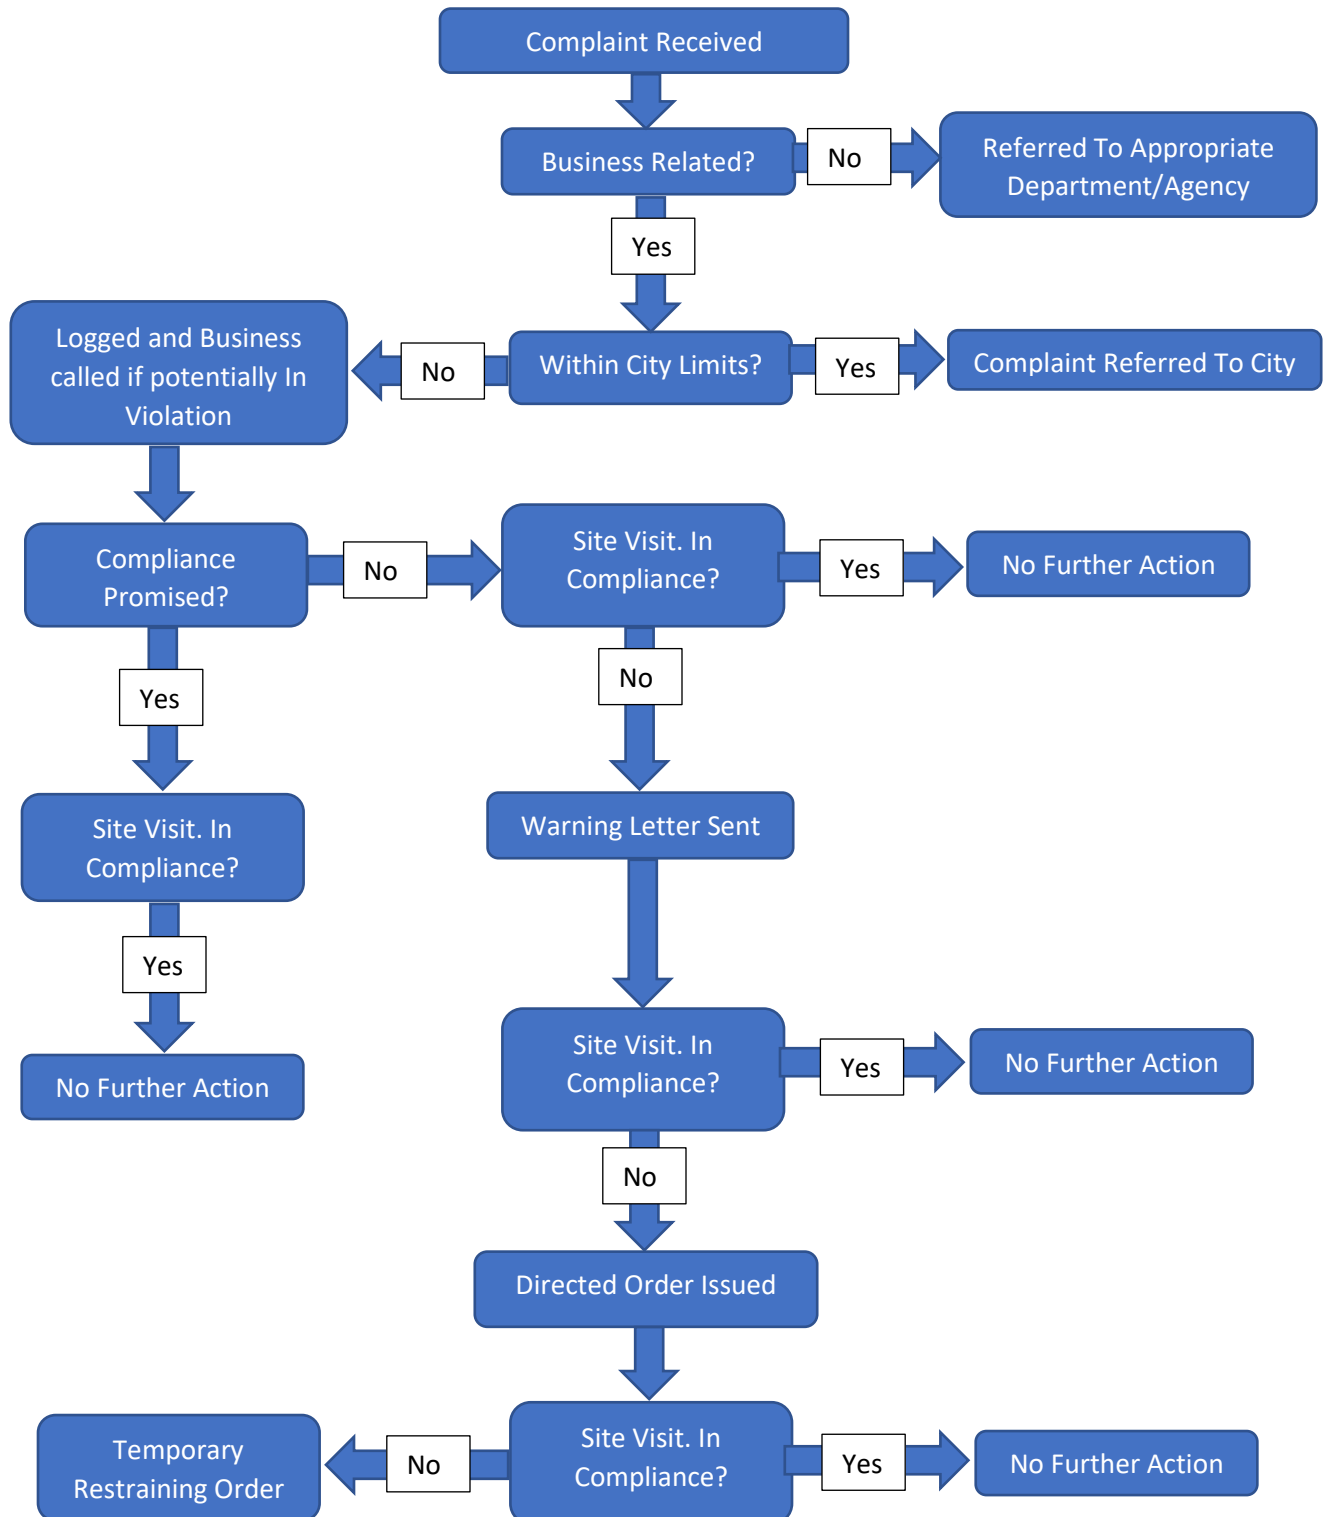 Complaint Received
Business Related?
No
Referred To Appropriate
Department/Agency
Yes
Logged and Business
called if potentially In
Violation
No
Within City Limits?
Yes
Complaint Referred To City
Compliance
Promised?
No
Site Visit. In
Compliance?
Yes
No Further Action
Yes
No
Site Visit. In
Compliance?
Warning Letter Sent
Yes
No Further Action
Site Visit. In
Compliance?
Yes
No Further Action
No
Directed Order Issued
Temporary
Restraining Order
No
Site Visit. In
Compliance?
Yes
No Further Action